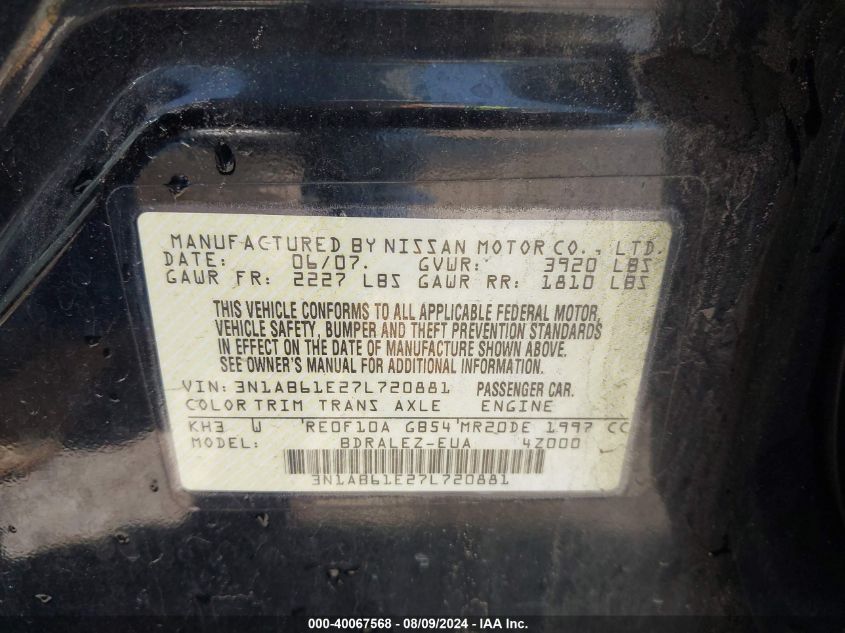 MANUFACTURED BY NISSAN MOTOR CO., LTD.
DATE: 06/07. GVWR: 3920 LBS
GAWR FR: 2227 LBS GAWR RR: 1810 LBS
THIS VEHICLE CONFORMS TO ALL APPLICABLE FEDERAL MOTOR
VEHICLE SAFETY, BUMPER AND THEFT PREVENTION STANDARDS
IN EFFECT ON THE DATE OF MANUFACTURE SHOWN ABOVE.
SEE OWNER'S MANUAL FOR ADDITIONAL INFORMATION.
VIN: 3N1AB61E27L720881 PASSENGER CAR.
COLOR TRIM TRANS AXLE ENGINE
KH3 W RE0F10A GB54 MR20DE 1997 CC
MODEL: BDRALEZ-EUA 4Z000
3N1AB61E27L720881
000-40067568 - 08/09/2024 - IAA.com